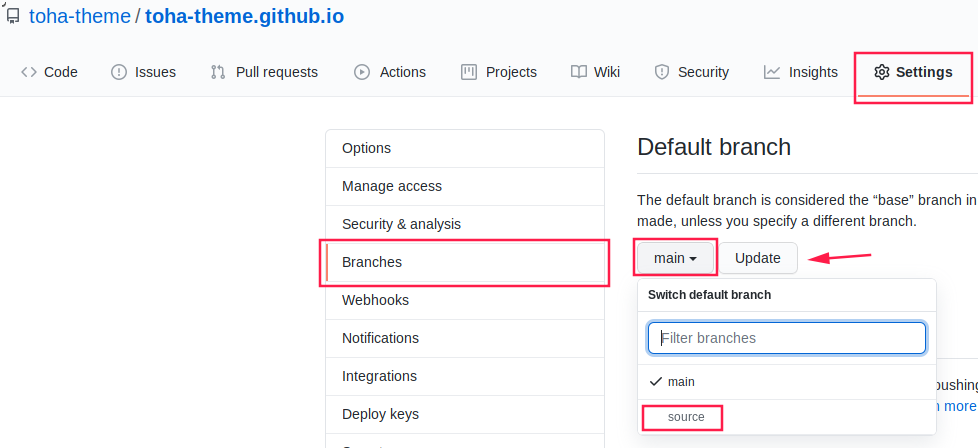 toha-theme / toha-theme.github.io
Code Issues Pull requests Actions Projects Wiki Security Insights Settings
Options
Manage access
Security & analysis
Branches
Webhooks
Notifications
Integrations
Deploy keys
Default branch
The default branch is considered the “base” branch in
made, unless you specify a different branch.
main Update
Switch default branch
Filter branches
main
source
pushing
more